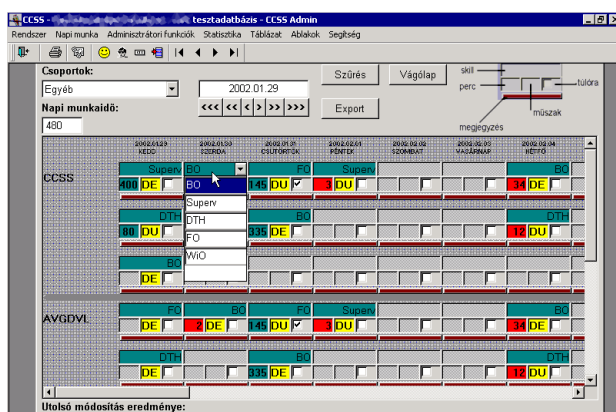 CCSS - tesztadatbázis - CCSS Admin
Rendszer Napi munka Adminisztrátori funkciók Statisztika Táblázat Ablakok Segítség
Csoportok:
Egyéb
2002.01.29
Szűrés
Vágólap
skill
perc
túlóra
műszak
megjegyzés
Napi munkaidő:
480
<<< << < > >> >>>
Export
2002.01.29 2002.01.30 2002.01.31 2002.02.01 2002.02.02 2002.02.03 2002.02.04
KEDD SZERDA CSÜTÖRTÖK PÉNTEK SZOMBAT VASÁRNAP HÉTFŐ
CCSS
Superv BO FO Superv BO
400 DE 145 DU 3 DU 34 DE
BO
Superv
DTH
FO
WiO
DTH BO DTH
80 DU 335 DE 12 DU
BO
DE
AVGDVL
FO BO FO Superv BO
DE 2 DE 145 DU 3 DU 34 DE
DTH BO DTH
DE 335 DE 12 DU
Utolsó módosítás eredménye: